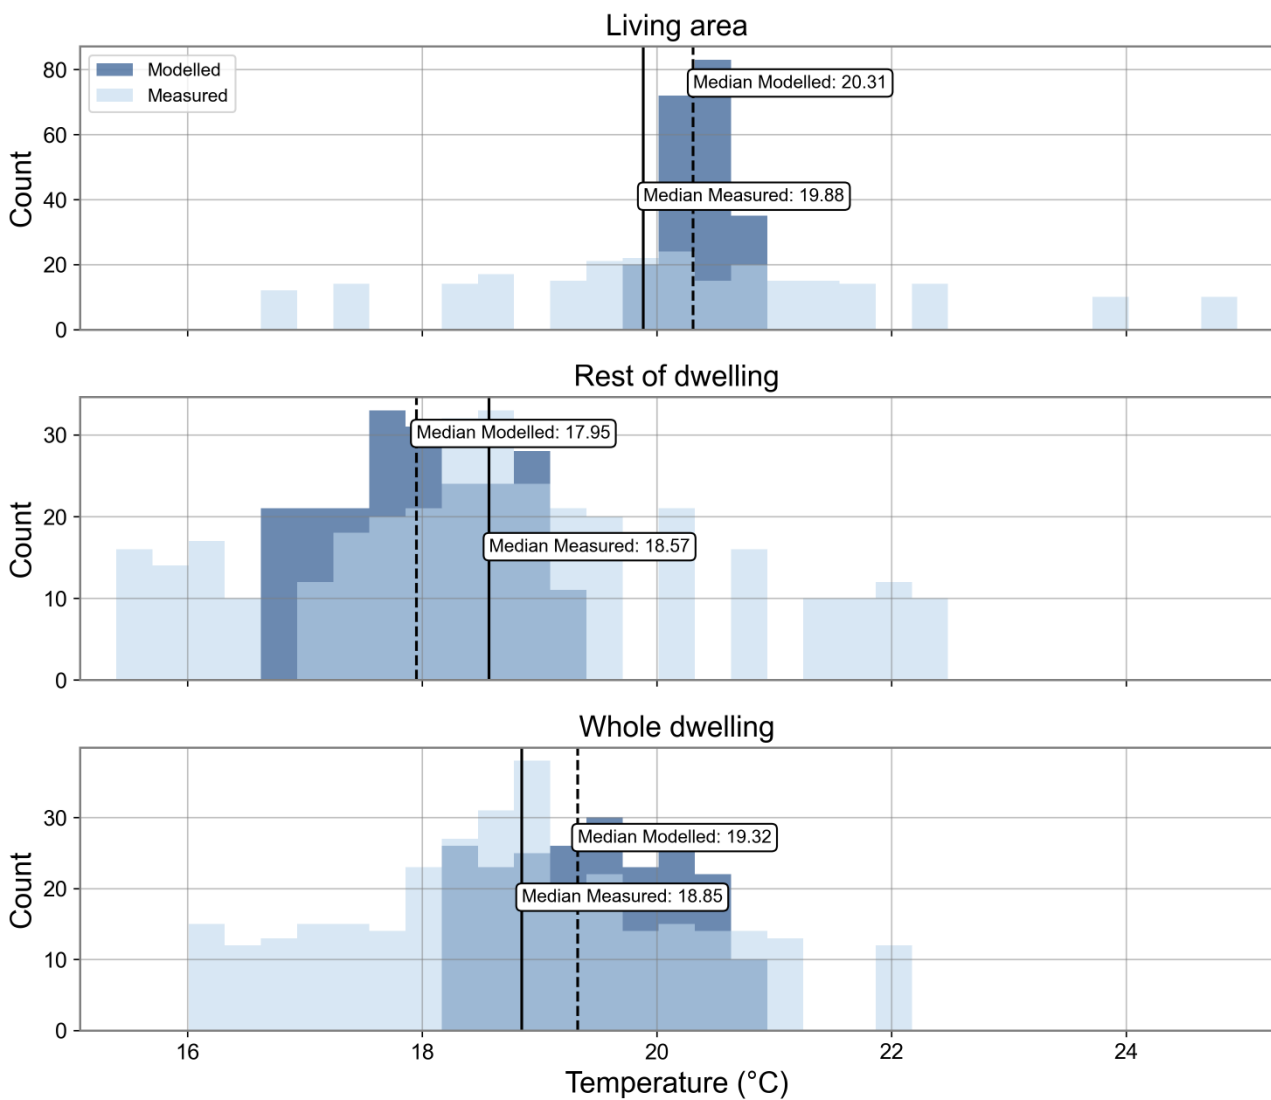 Living area
Modelled
Measured
80
60
40
20
0
Count
Median Modelled: 20.31
Median Measured: 19.88
Rest of dwelling
30
20
10
0
Count
Median Modelled: 17.95
Median Measured: 18.57
Whole dwelling
30
20
10
0
Count
Median Modelled: 19.32
Median Measured: 18.85
16 18 20 22 24
Temperature (°C)